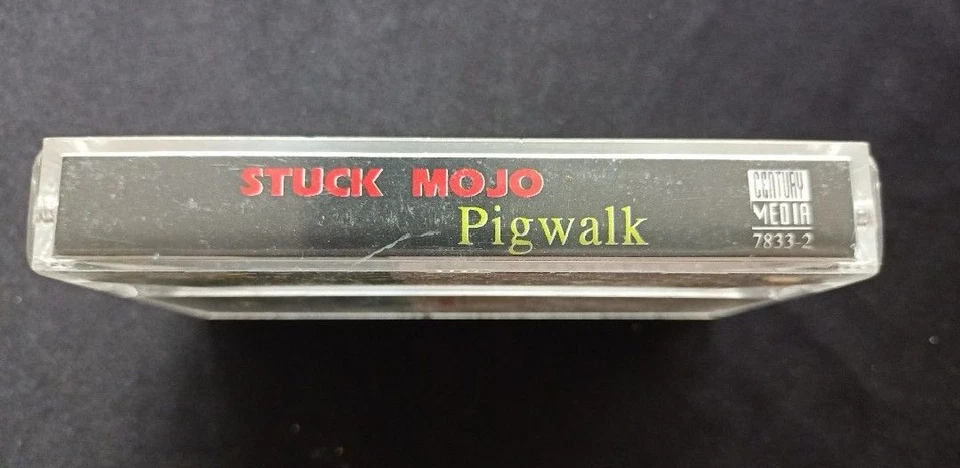 STUCK MOJO
Pigwalk
CENTURY
MEDIA
7833-2